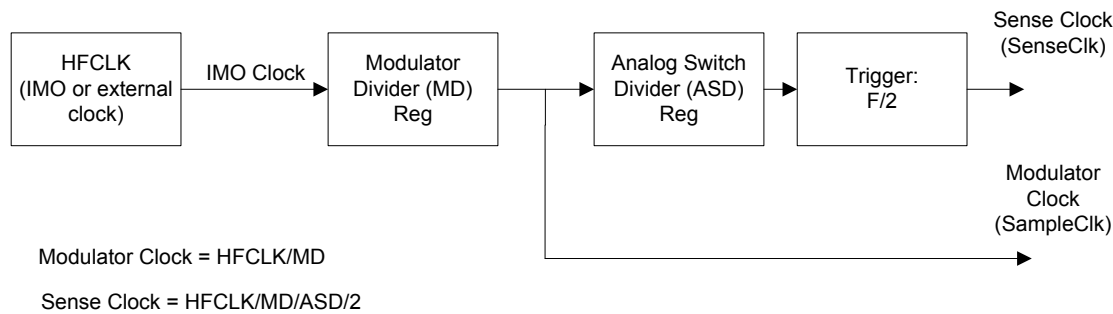 HFCLK
(IMO or external
clock)
IMO Clock
Modulator
Divider (MD)
Reg
Analog Switch
Divider (ASD)
Reg
Trigger:
F/2
Sense Clock
(SenseClk)
Modulator
Clock
(SampleClk)
Modulator Clock = HFCLK/MD
Sense Clock = HFCLK/MD/ASD/2